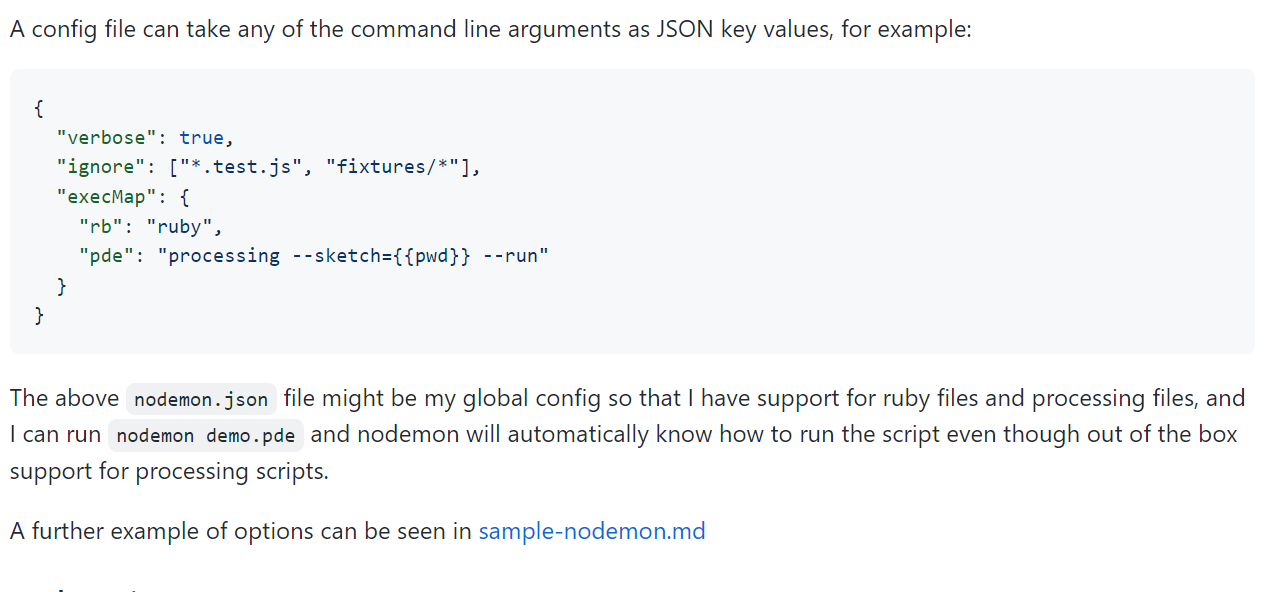 A config file can take any of the command line arguments as JSON key values, for example:
{
  "verbose": true,
  "ignore": ["*.test.js", "fixtures/*"],
  "execMap": {
    "rb": "ruby",
    "pde": "processing --sketch={{pwd}} --run"
  }
}
The above nodemon.json file might be my global config so that I have support for ruby files and processing files, and
I can run nodemon demo.pde and nodemon will automatically know how to run the script even though out of the box
support for processing scripts.
A further example of options can be seen in sample-nodemon.md